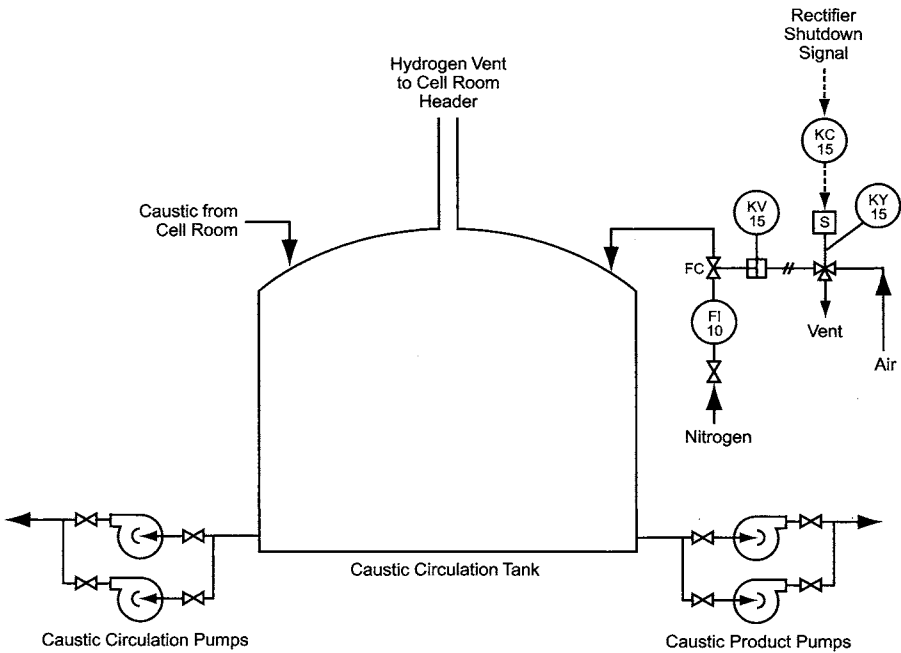 Rectifier
Shutdown
Signal
Hydrogen Vent
to Cell Room
Header
KC
15
Caustic from
Cell Room
KV
15
S
KY
15
FC
FI
10
Vent
Air
Nitrogen
Caustic Circulation Tank
Caustic Circulation Pumps
Caustic Product Pumps